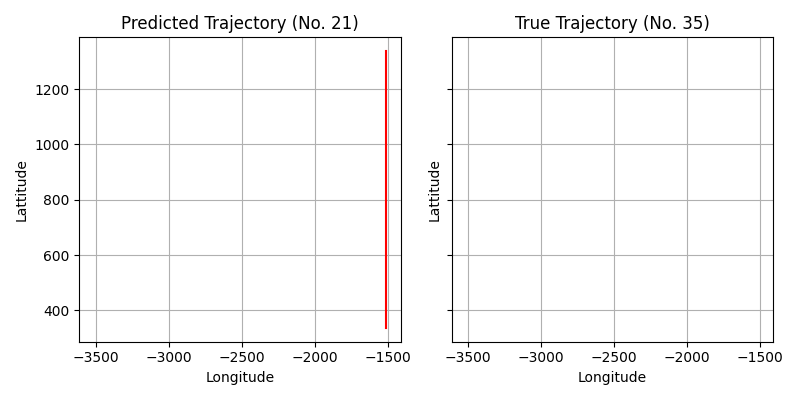 Predicted Trajectory (No. 21)
True Trajectory (No. 35)
Lattitude
1200
1000
800
600
400
−3500 −3000 −2500 −2000 −1500
Longitude
Lattitude
−3500 −3000 −2500 −2000 −1500
Longitude